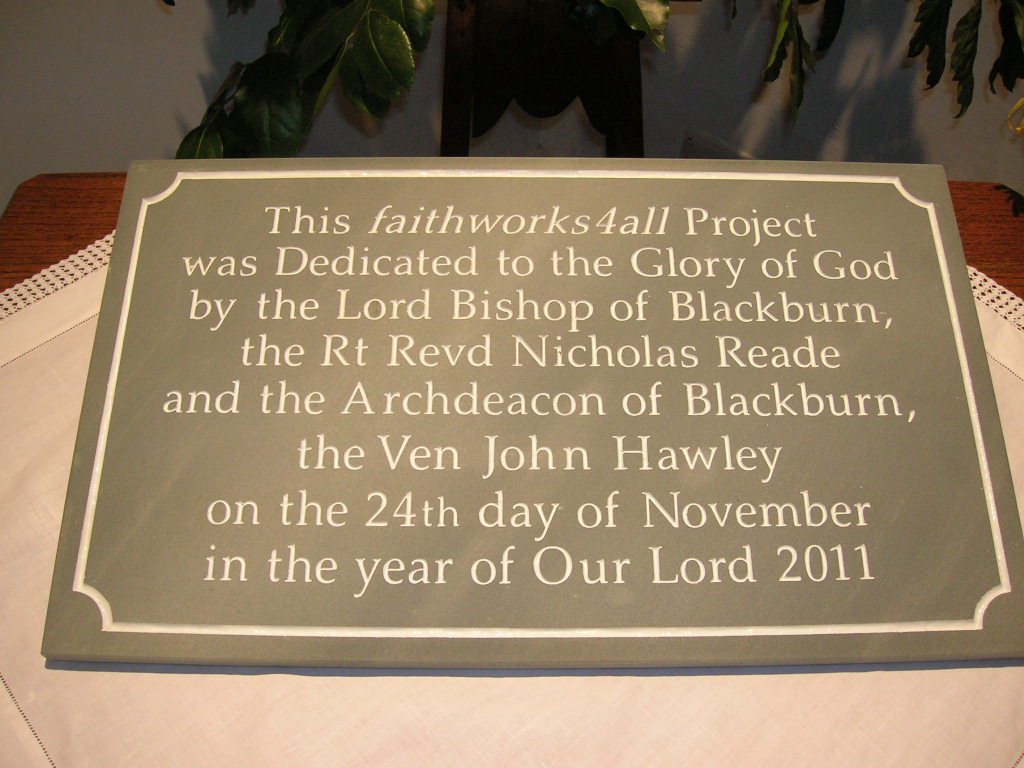 This faithworks4all Project
was Dedicated to the Glory of God
by the Lord Bishop of Blackburn,
the Rt Revd Nicholas Reade
and the Archdeacon of Blackburn,
the Ven John Hawley
on the 24th day of November
in the year of Our Lord 2011